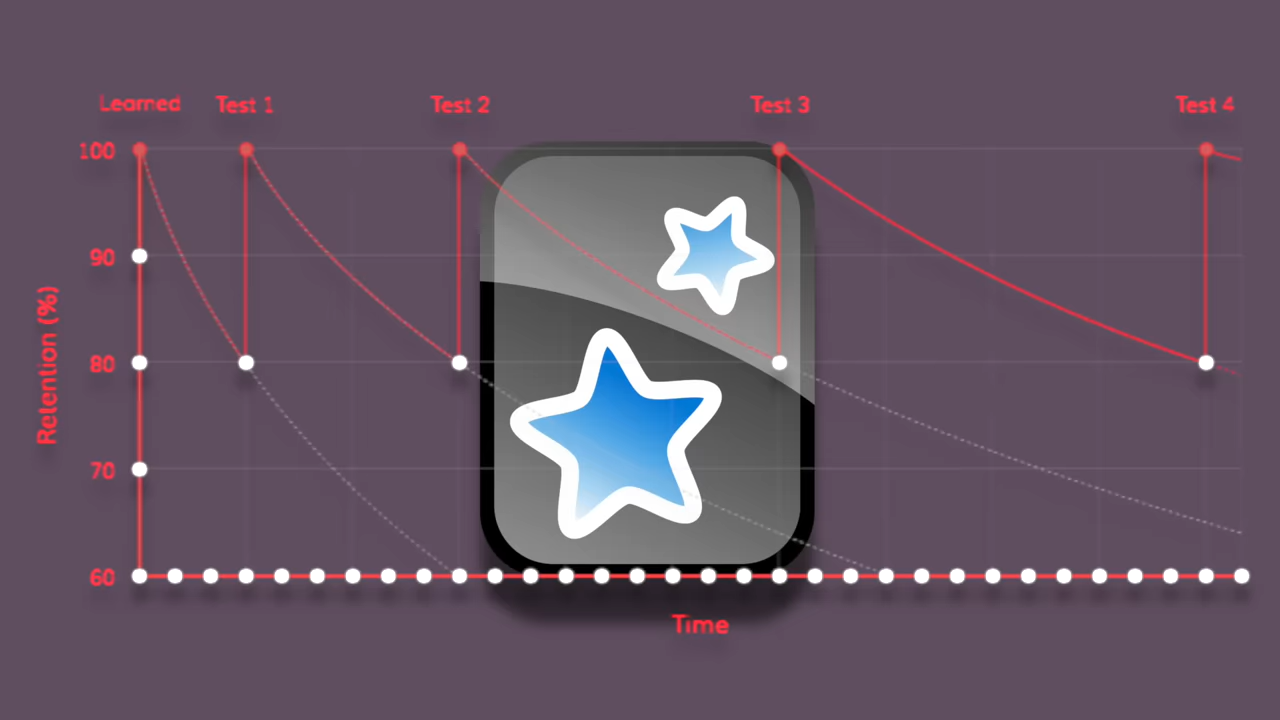 Learned
Test 1
Test 2
Test 3
Test 4
100
90
80
70
60
Retention (%)
Time